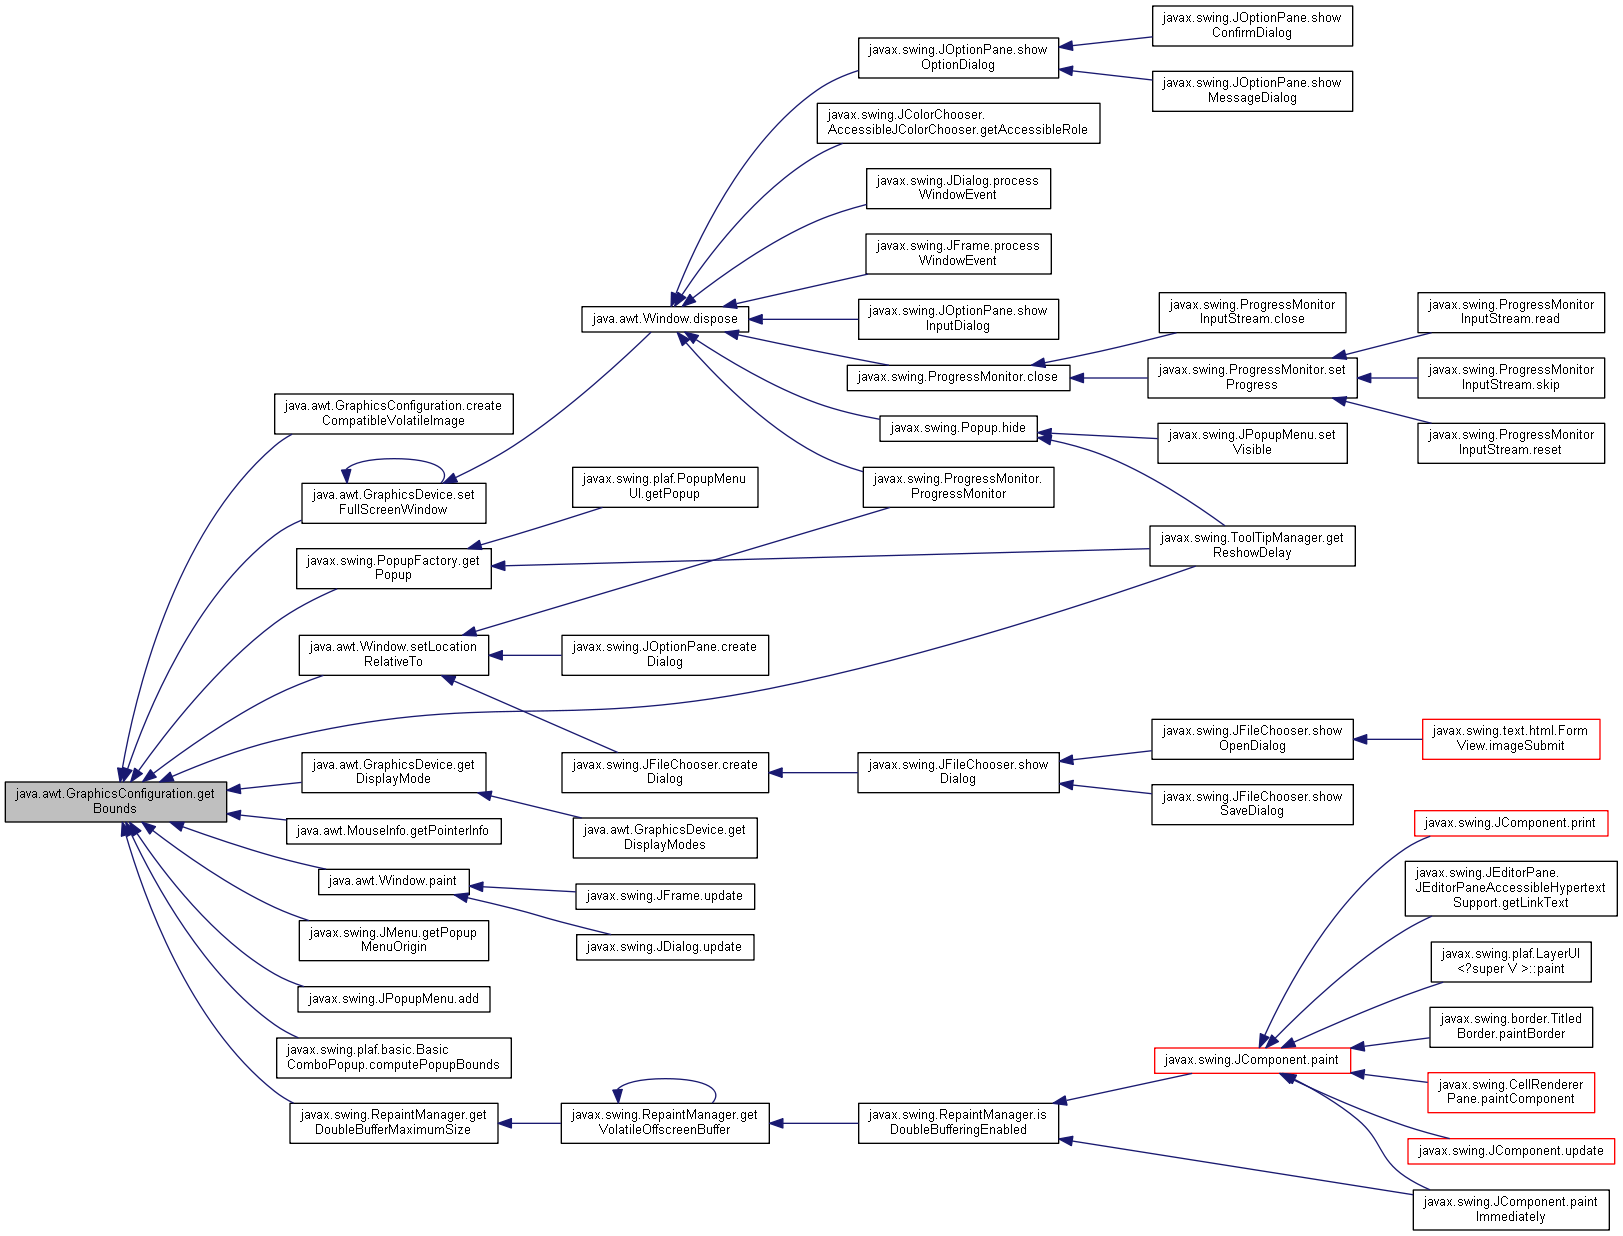 javax.swing.JOptionPane.show
ConfirmDialog
javax.swing.JOptionPane.show
OptionDialog
javax.swing.JOptionPane.show
MessageDialog
javax.swing.JColorChooser.
AccessibleJColorChooser.getAccessibleRole
javax.swing.JDialog.process
WindowEvent
javax.swing.JFrame.process
WindowEvent
java.awt.Window.dispose
javax.swing.JOptionPane.show
InputDialog
javax.swing.ProgressMonitor
InputStream.close
javax.swing.ProgressMonitor
InputStream.read
javax.swing.ProgressMonitor.close
javax.swing.ProgressMonitor.set
Progress
javax.swing.ProgressMonitor
InputStream.skip
java.awt.GraphicsConfiguration.create
CompatibleVolatileImage
javax.swing.Popup.hide
javax.swing.JPopupMenu.set
Visible
javax.swing.ProgressMonitor
InputStream.reset
java.awt.GraphicsDevice.set
FullScreenWindow
javax.swing.plaf.PopupMenu
UI.getPopup
javax.swing.ProgressMonitor.
ProgressMonitor
javax.swing.PopupFactory.get
Popup
javax.swing.ToolTipManager.get
ReshowDelay
java.awt.Window.setLocation
RelativeTo
javax.swing.JOptionPane.create
Dialog
javax.swing.JFileChooser.show
OpenDialog
javax.swing.text.html.Form
View.imageSubmit
java.awt.GraphicsDevice.get
DisplayMode
javax.swing.JFileChooser.create
Dialog
javax.swing.JFileChooser.show
Dialog
java.awt.GraphicsConfiguration.get
Bounds
javax.swing.JFileChooser.show
SaveDialog
java.awt.MouseInfo.getPointerInfo
java.awt.GraphicsDevice.get
DisplayModes
javax.swing.JComponent.print
java.awt.Window.paint
javax.swing.JFrame.update
javax.swing.JEditorPane.
JEditorPaneAccessibleHypertext
Support.getLinkText
javax.swing.JMenu.getPopup
MenuOrigin
javax.swing.JDialog.update
javax.swing.plaf.LayerUI
<?super V >::paint
javax.swing.JPopupMenu.add
javax.swing.border.Titled
Border.paintBorder
javax.swing.plaf.basic.Basic
ComboPopup.computePopupBounds
javax.swing.JComponent.paint
javax.swing.CellRenderer
Pane.paintComponent
javax.swing.RepaintManager.get
DoubleBufferMaximumSize
javax.swing.RepaintManager.get
VolatileOffscreenBuffer
javax.swing.RepaintManager.is
DoubleBufferingEnabled
javax.swing.JComponent.update
javax.swing.JComponent.paint
Immediately